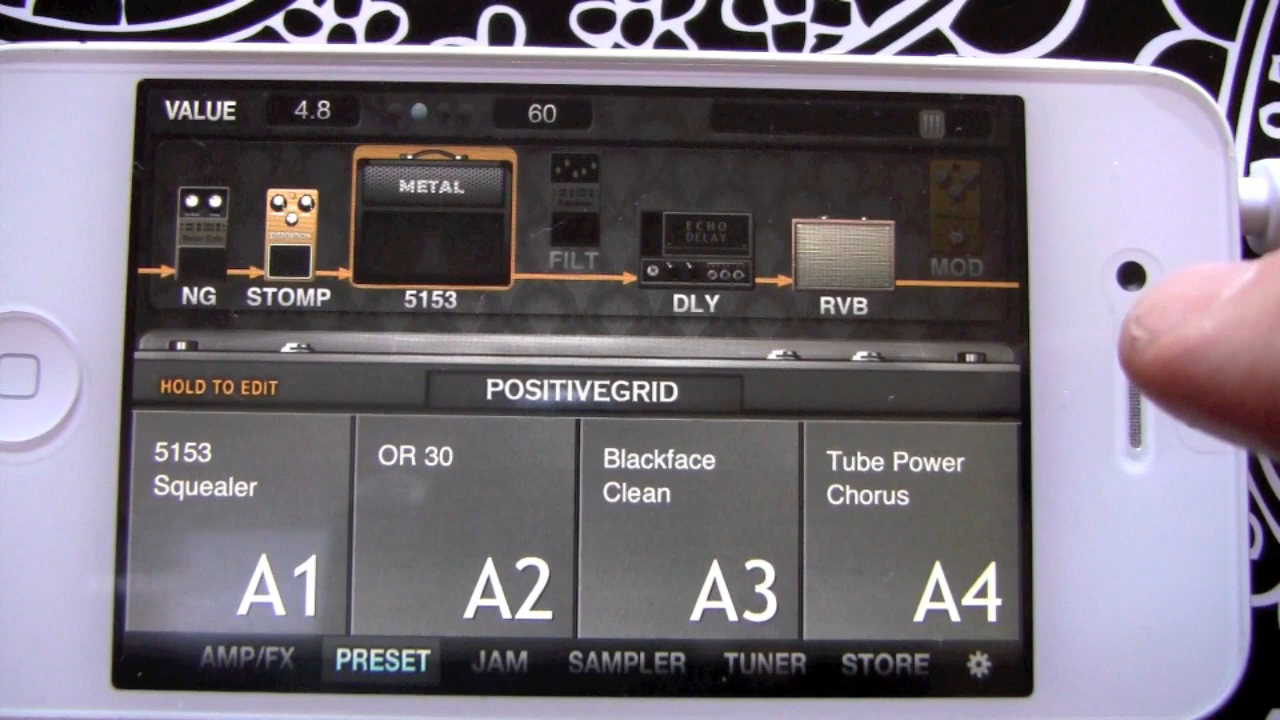 VALUE 4.8 60
METAL
ECHO
DELAY
DISTORTION
FILT
MOD
NG STOMP 5153 DLY RVB
HOLD TO EDIT POSITIVEGRID
5153
Squealer
A1
OR 30
A2
Blackface
Clean
A3
Tube Power
Chorus
A4
AMP/FX PRESET JAM SAMPLER TUNER STORE